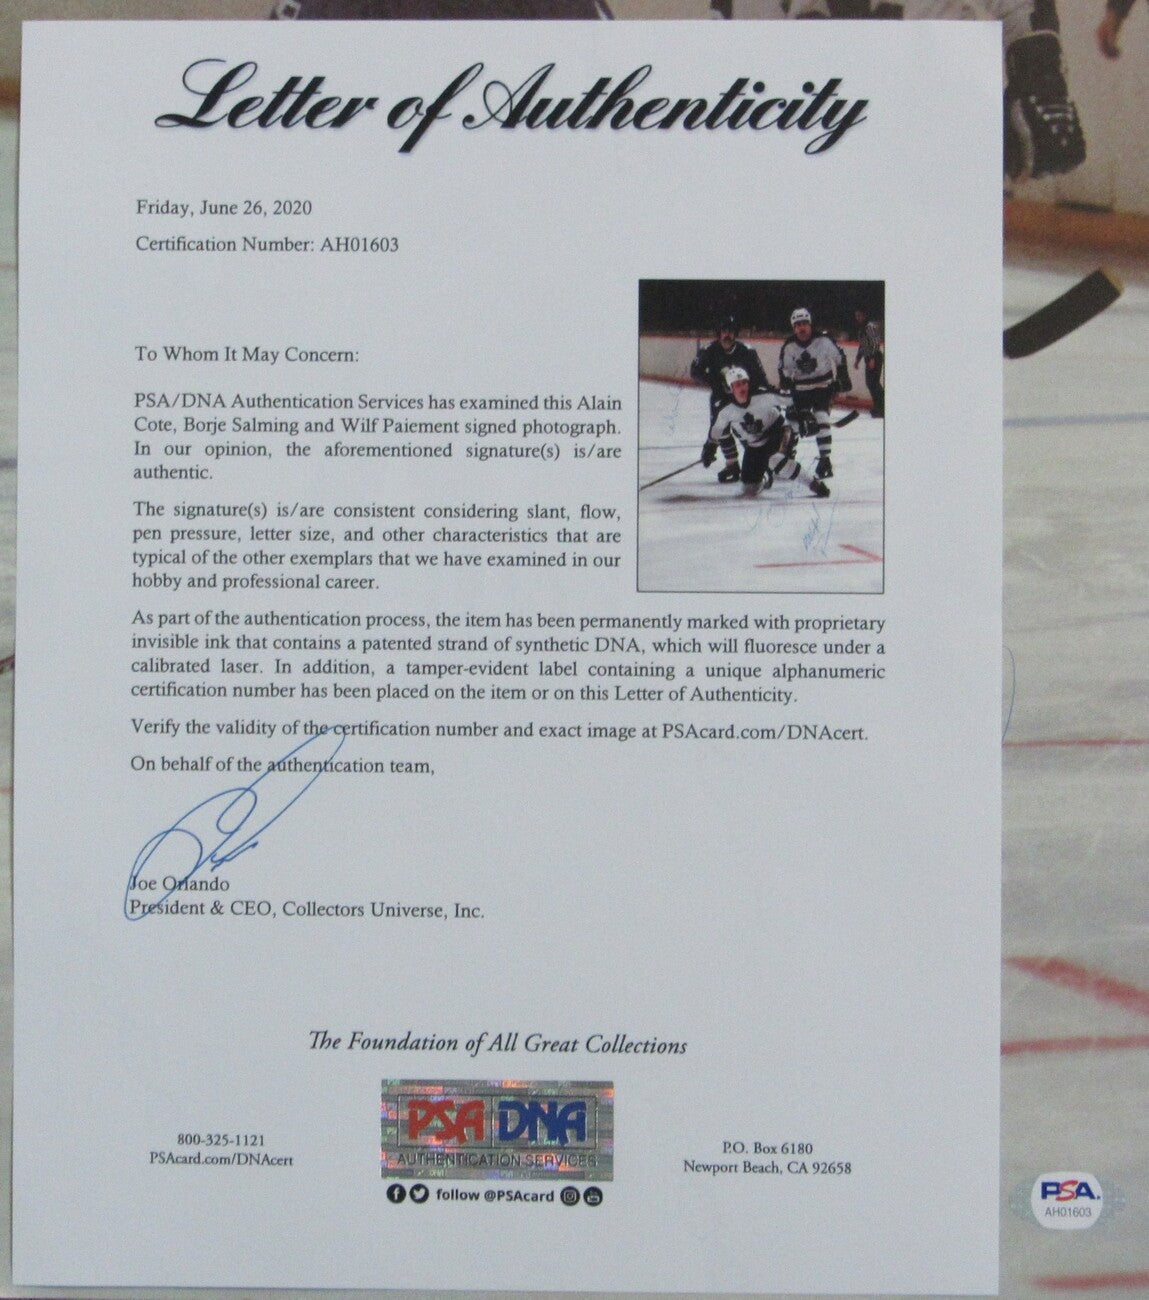 Letter of Authenticity
Friday, June 26, 2020
Certification Number: AH01603
To Whom It May Concern:
PSA/DNA Authentication Services has examined this Alain
Cote, Borje Salming and Wilf Paiement signed photograph.
In our opinion, the aforementioned signature(s) is/are
authentic.
The signature(s) is/are consistent considering slant, flow,
pen pressure, letter size, and other characteristics that are
typical of the other exemplars that we have examined in our
hobby and professional career.
As part of the authentication process, the item has been permanently marked with proprietary
invisible ink that contains a patented strand of synthetic DNA, which will fluoresce under a
calibrated laser. In addition, a tamper-evident label containing a unique alphanumeric
certification number has been placed on the item or on this Letter of Authenticity.
Verify the validity of the certification number and exact image at PSAcard.com/DNAcert.
On behalf of the authentication team,
Joe Orlando
President & CEO, Collectors Universe, Inc.
The Foundation of All Great Collections
PSA DNA
AUTHENTICATION SERVICES
800-325-1121
PSAcard.com/DNAcert
follow @PSAcard
P.O. Box 6180
Newport Beach, CA 92658
PSA.
AH01603